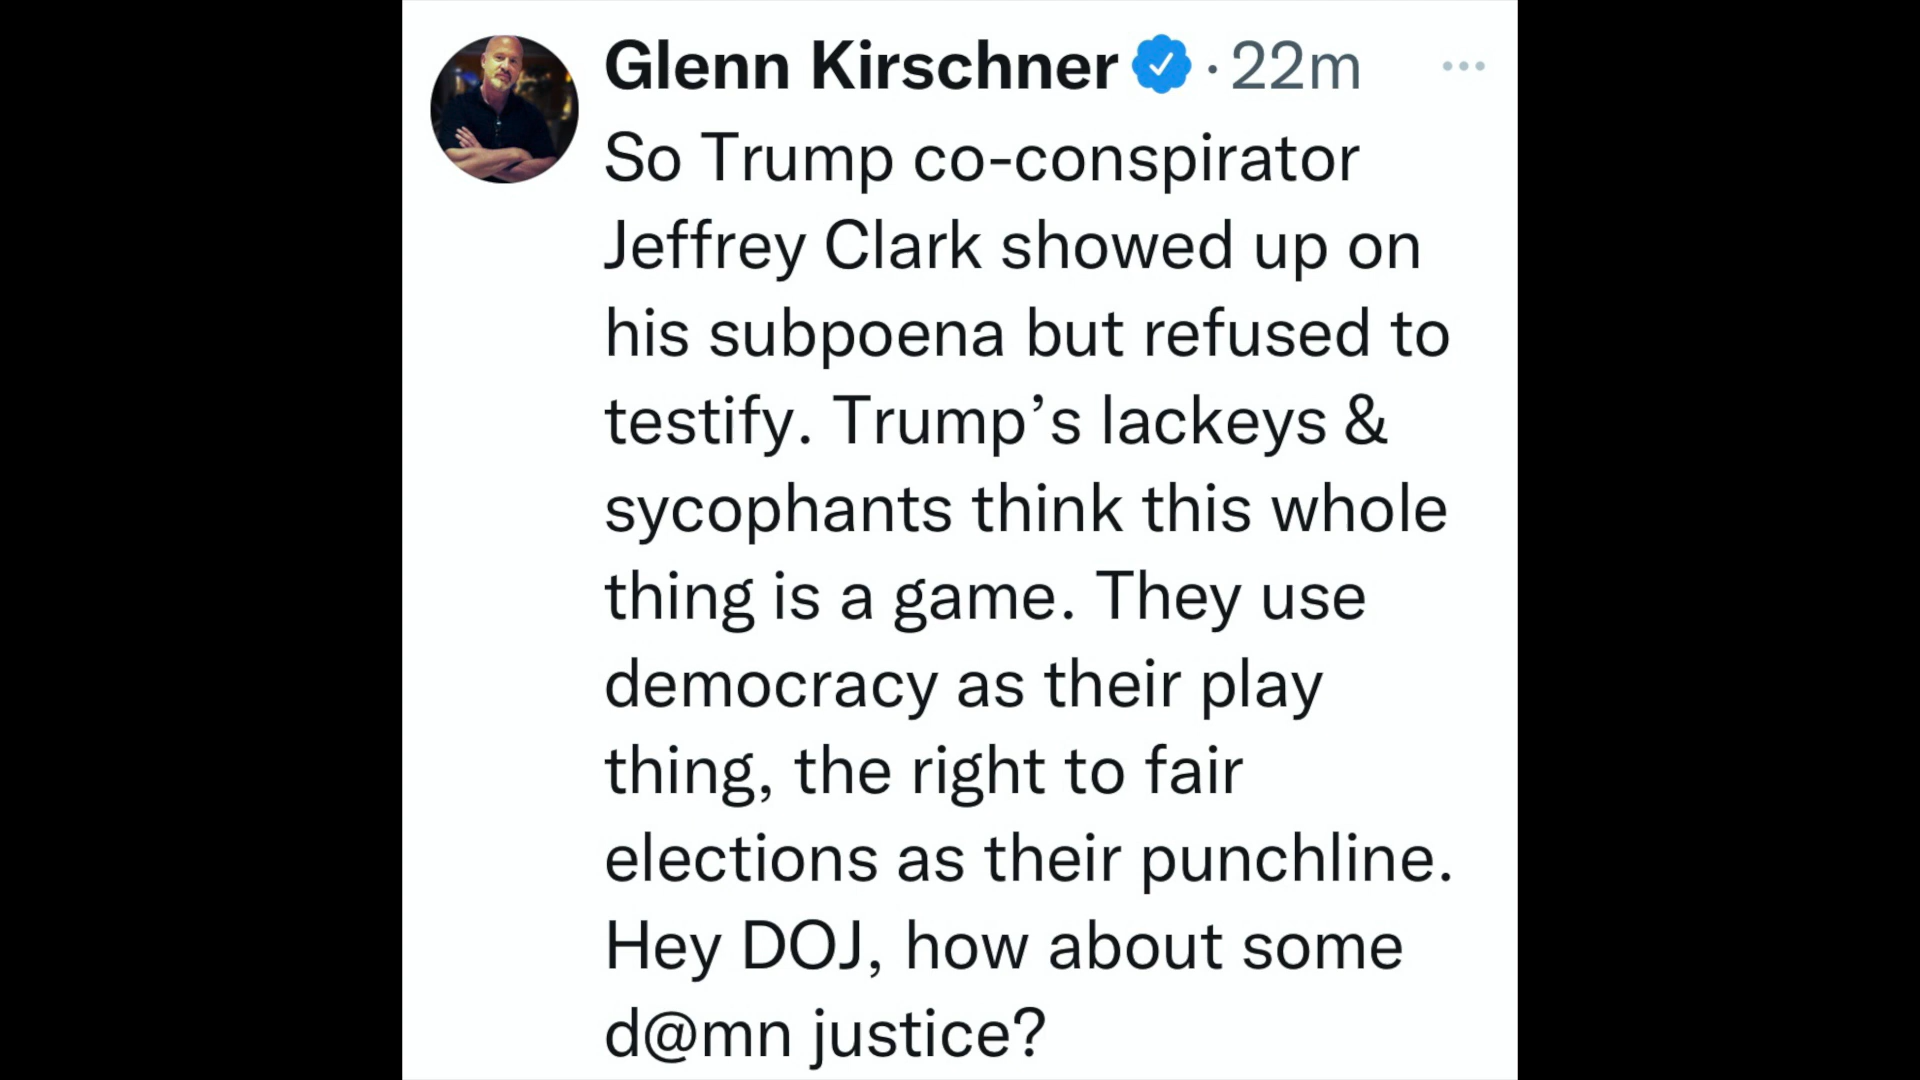 Glenn Kirschner · 22m ...
So Trump co-conspirator
Jeffrey Clark showed up on
his subpoena but refused to
testify. Trump’s lackeys &
sycophants think this whole
thing is a game. They use
democracy as their play
thing, the right to fair
elections as their punchline.
Hey DOJ, how about some
d@mn justice?